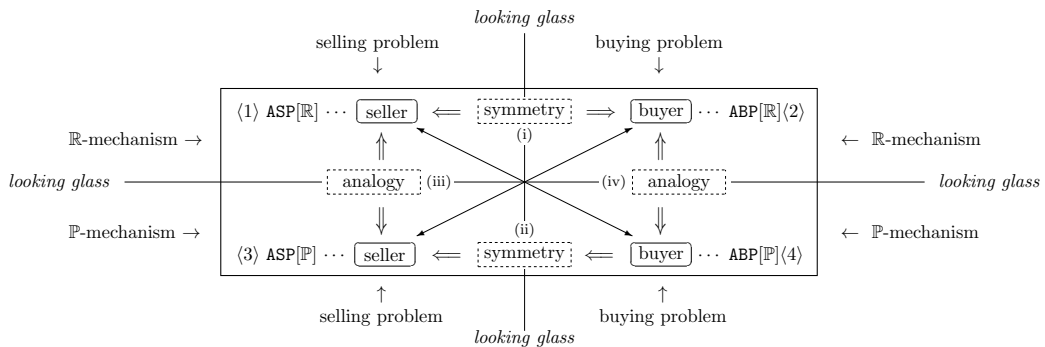 looking glass
selling problem buying problem
↓ ↓
⟨1⟩ ASP[ℝ] ··· seller ⟸ symmetry ⟹ buyer ··· ABP[ℝ]⟨2⟩
(i)
ℝ-mechanism → ← ℝ-mechanism
⇑ ⇑
looking glass analogy (iii) (iv) analogy looking glass
⇓ ⇓
ℙ-mechanism → (ii) ← ℙ-mechanism
⟨3⟩ ASP[ℙ] ··· seller ⟸ symmetry ⟸ buyer ··· ABP[ℙ]⟨4⟩
↑ ↑
selling problem buying problem
looking glass